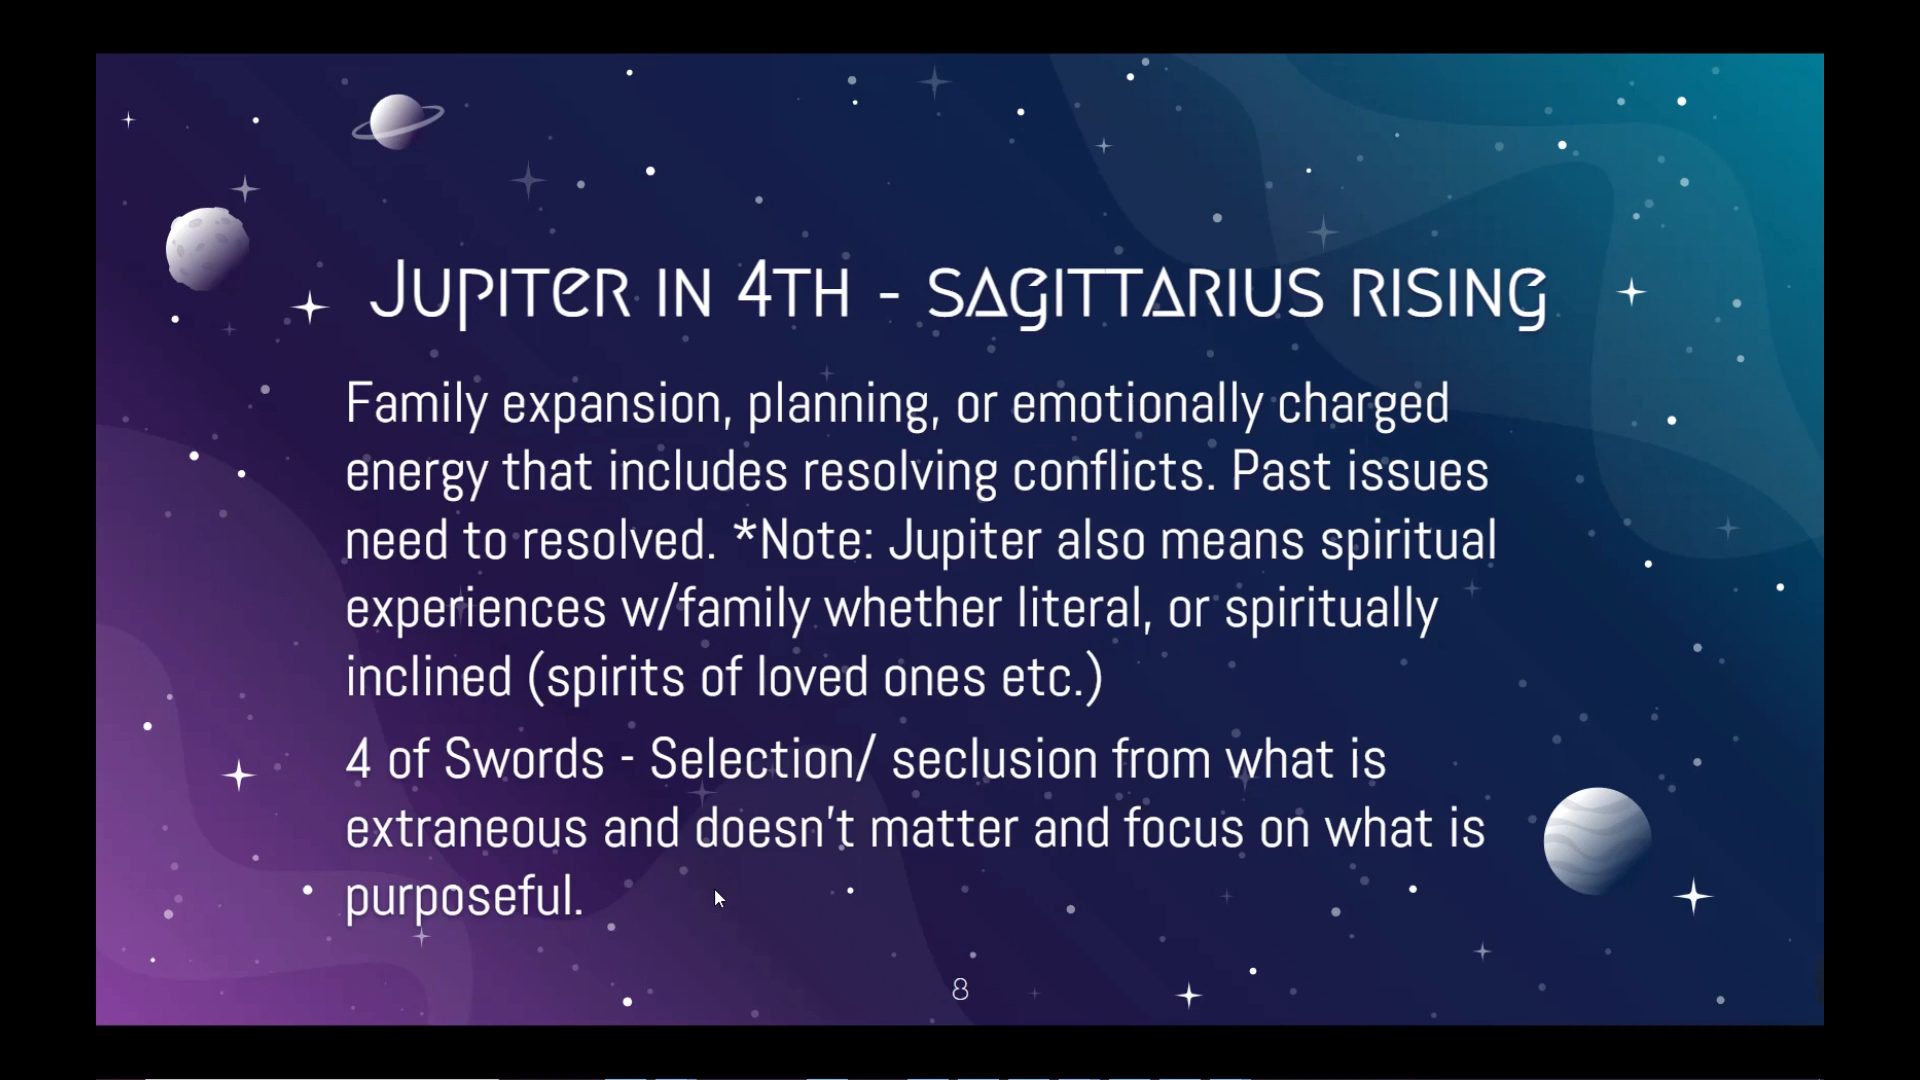 Jupiter in 4th - Sagittarius rising
Family expansion, planning, or emotionally charged
energy that includes resolving conflicts. Past issues
need to resolved. *Note: Jupiter also means spiritual
experiences w/family whether literal, or spiritually
inclined (spirits of loved ones etc.)
4 of Swords - Selection/ seclusion from what is
extraneous and doesn't matter and focus on what is
purposeful.
8